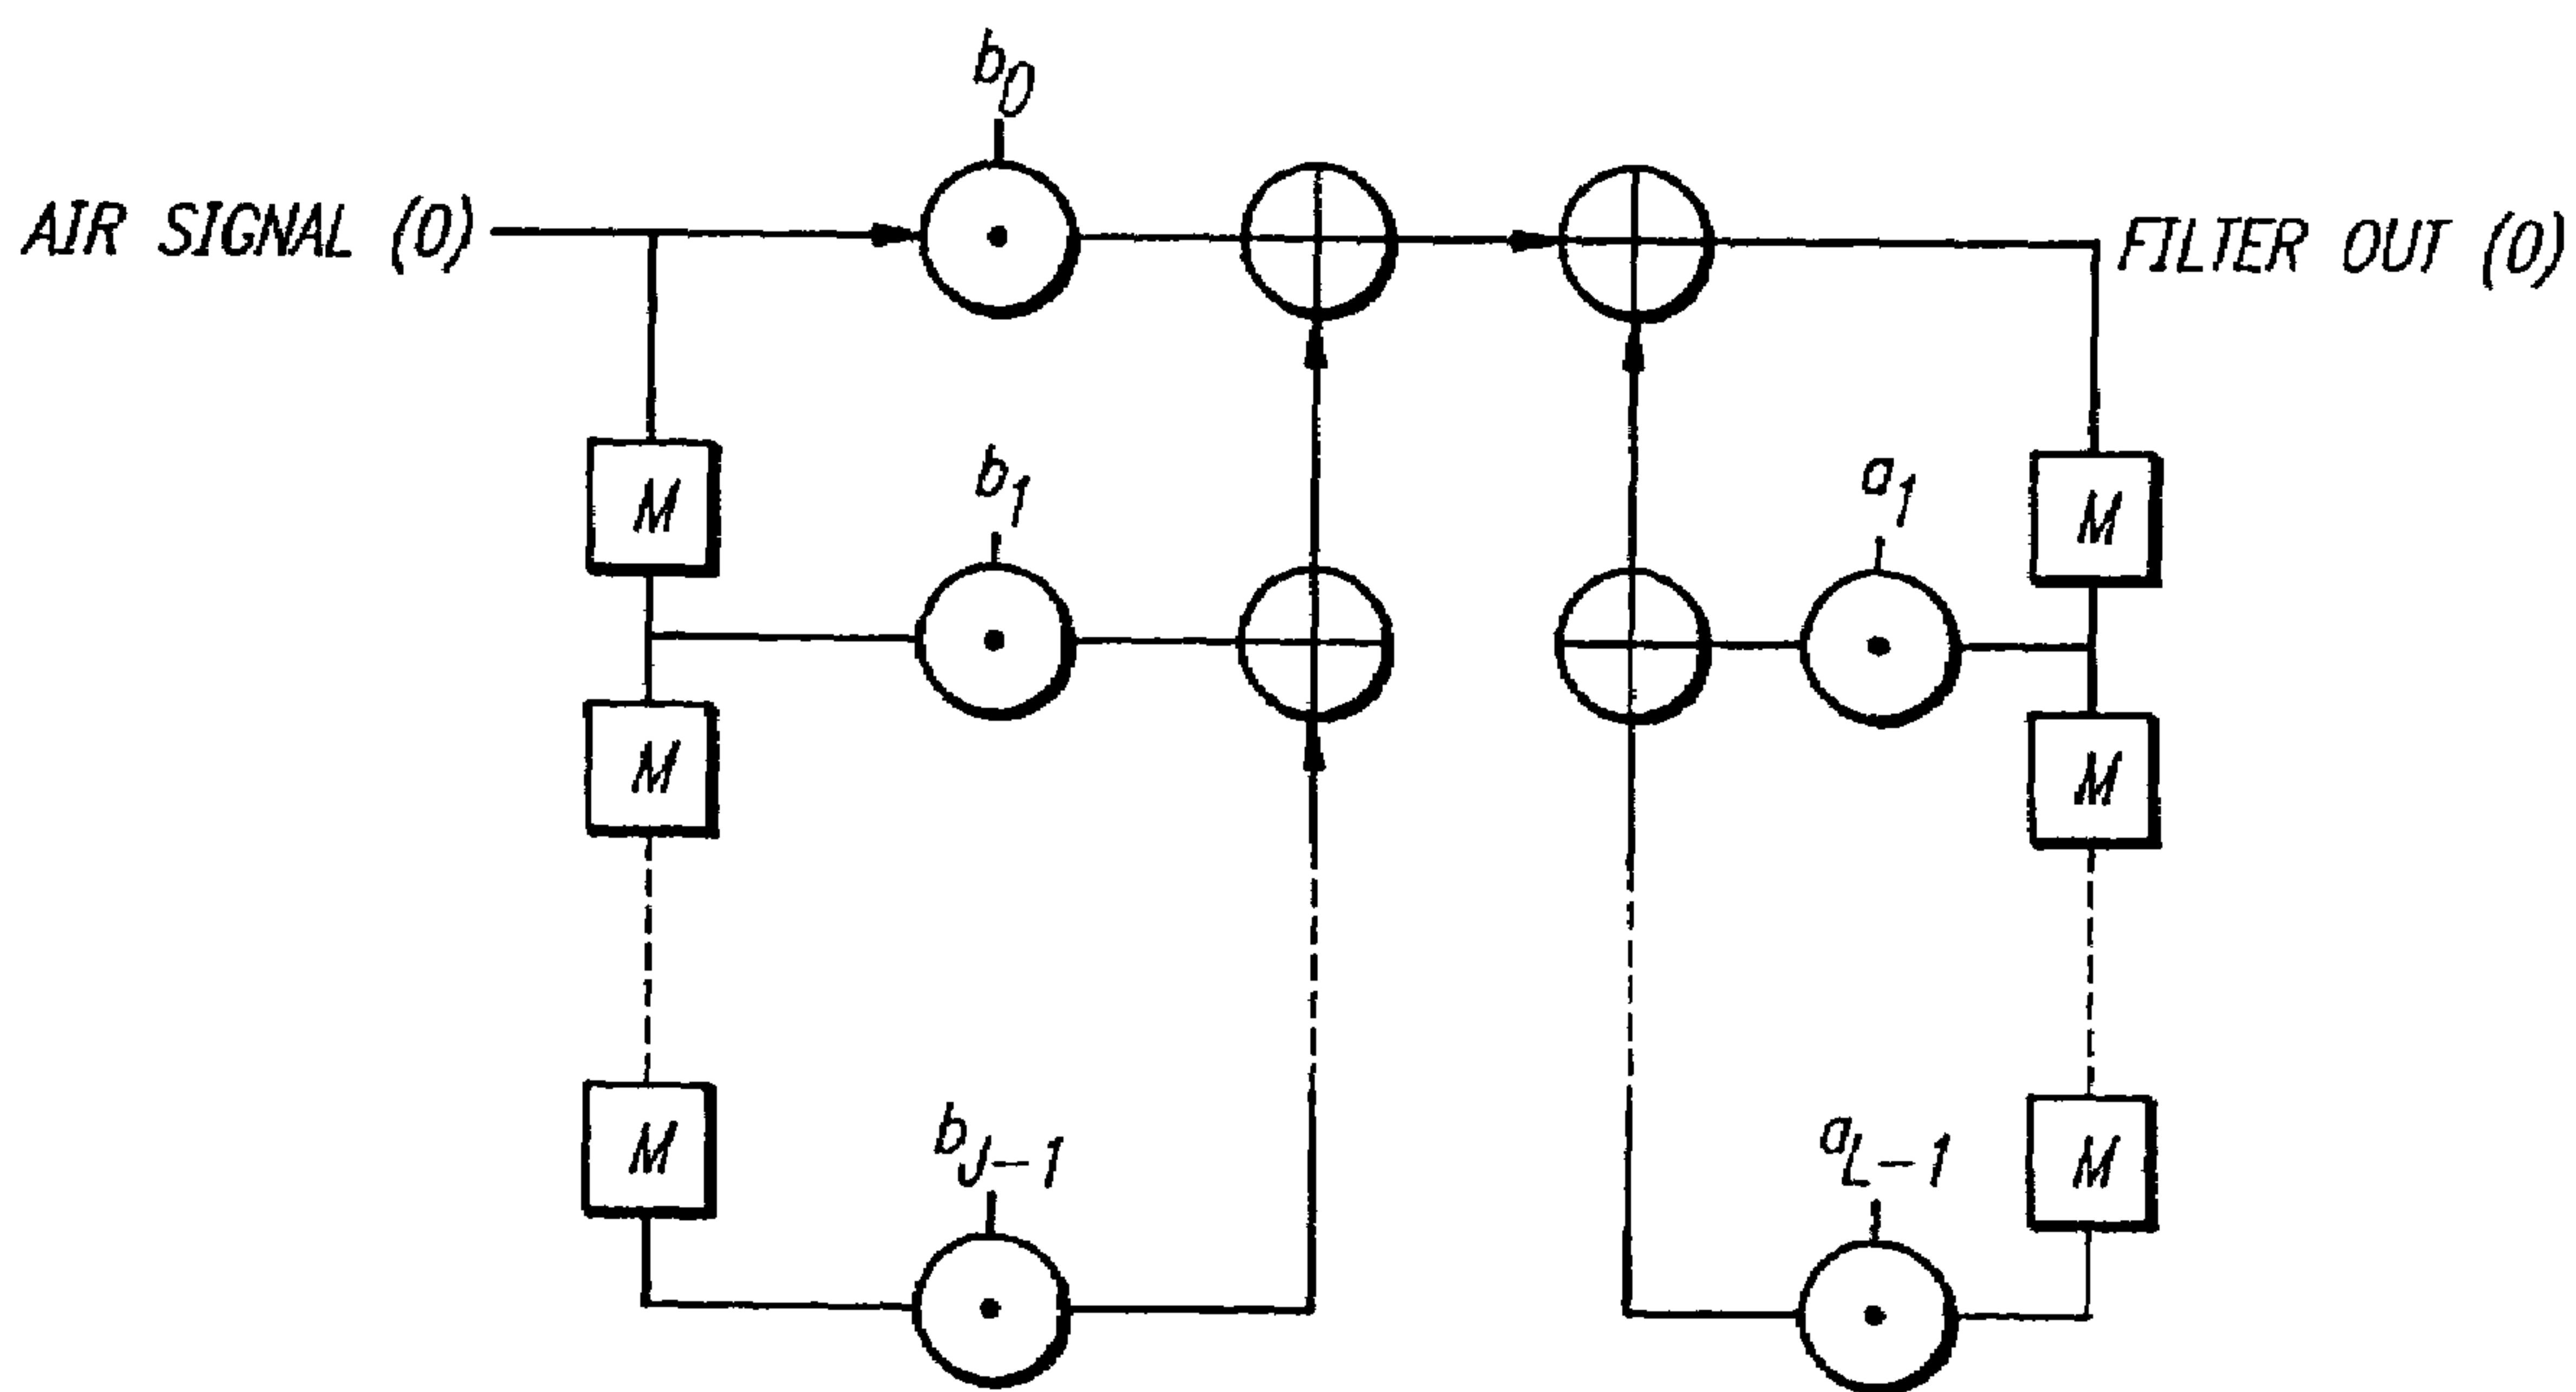 b0
AIR SIGNAL (0)
FILTER OUT (0)
M
b1
a1
M
M
M
M
bJ-1
aL-1
M